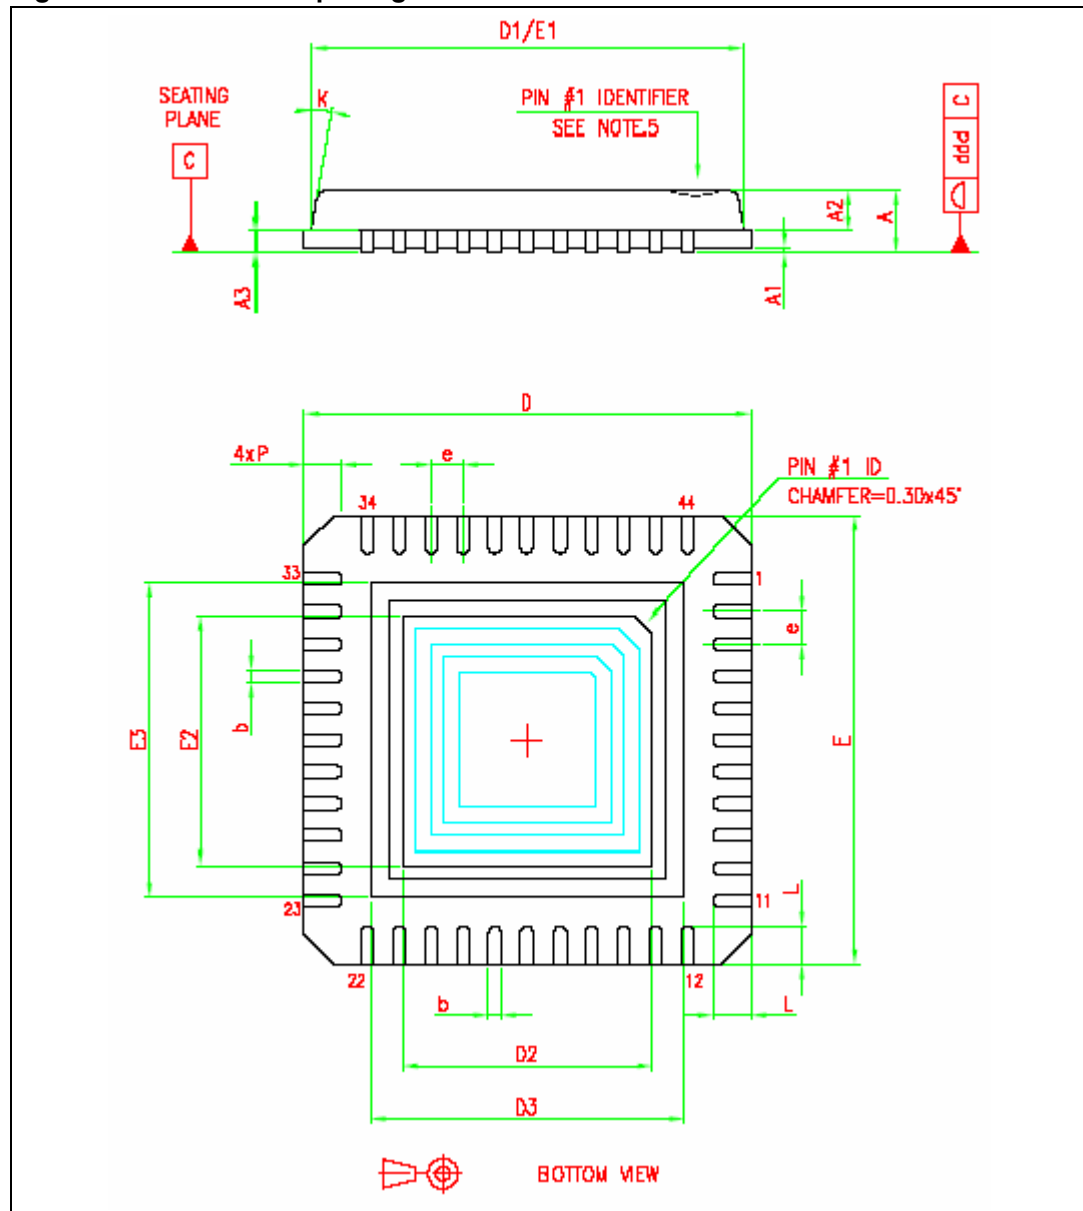 D1/E1
SEATING
PLANE
K
PIN #1 IDENTIFIER
SEE NOTE.5
C
ddd C
A2
A
A3
A1
D
4xP
e
PIN #1 ID
CHAMFER=0.30x45°
34
44
33
1
e
b
E3
E2
E
L
23
11
22
12
b
L
D2
D3
BOTTOM VIEW